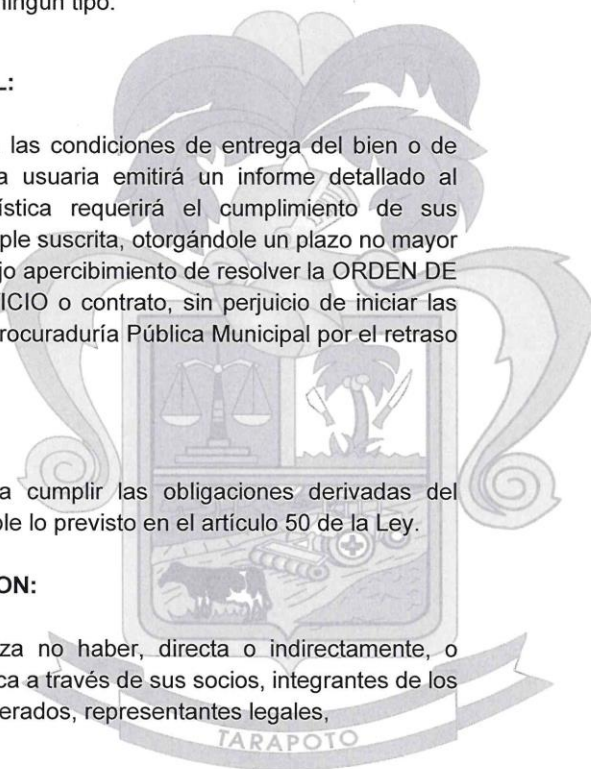 ningún tipo.
L:
las condiciones de entrega del bien o de
a usuaria emitirá un informe detallado al
ística requerirá el cumplimiento de sus
ple suscrita, otorgándole un plazo no mayor
jo apercibimiento de resolver la ORDEN DE
ICIO o contrato, sin perjuicio de iniciar las
rocuraduría Pública Municipal por el retraso
a cumplir las obligaciones derivadas del
ble lo previsto en el artículo 50 de la Ley.
ON:
za no haber, directa o indirectamente, o
ca a través de sus socios, integrantes de los
erados, representantes legales,
TARAPOTO